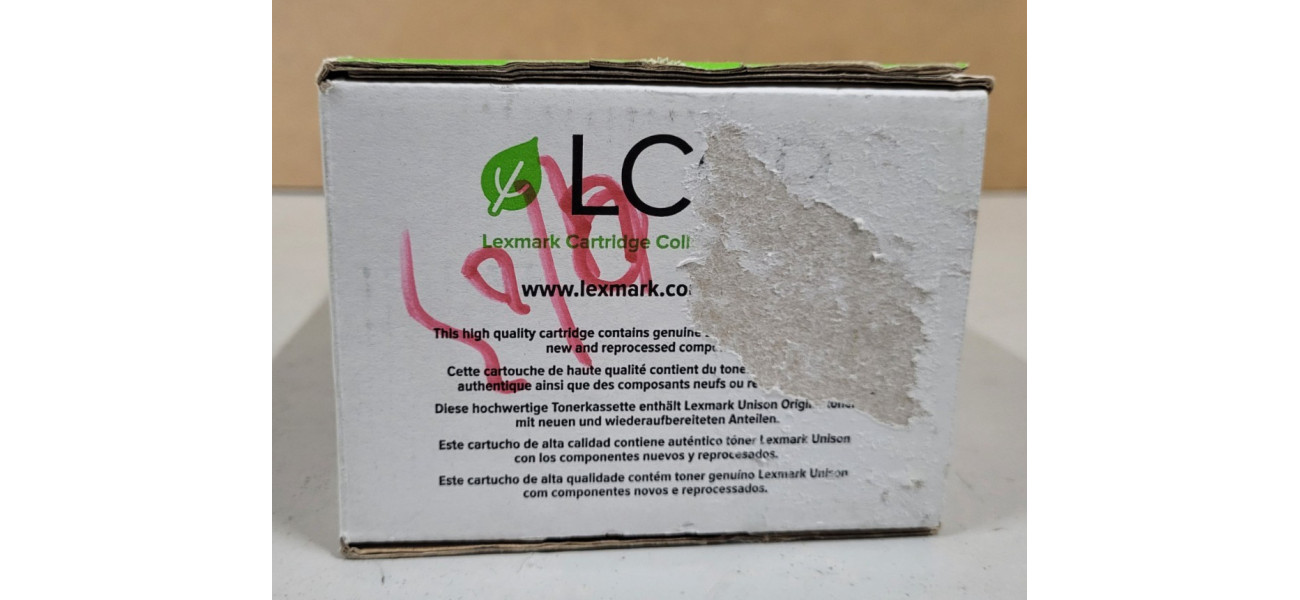 LC
Lexmark Cartridge Coll
www.lexmark.co
This high quality cartridge contains genuine
new and reprocessed comp
Cette cartouche de haute qualité contient du tone
authentique ainsi que des composants neufs ou r
Diese hochwertige Tonerkassette enthält Lexmark Unison Origi toner
mit neuen und wiederaufbereiteten Anteilen.
Este cartucho de alta calidad contiene auténtico tóner Lexmark Unison
con los componentes nuevos y reprocesados.
Este cartucho de alta qualidade contém toner genuíno Lexmark Unison
com componentes novos e reprocessados.